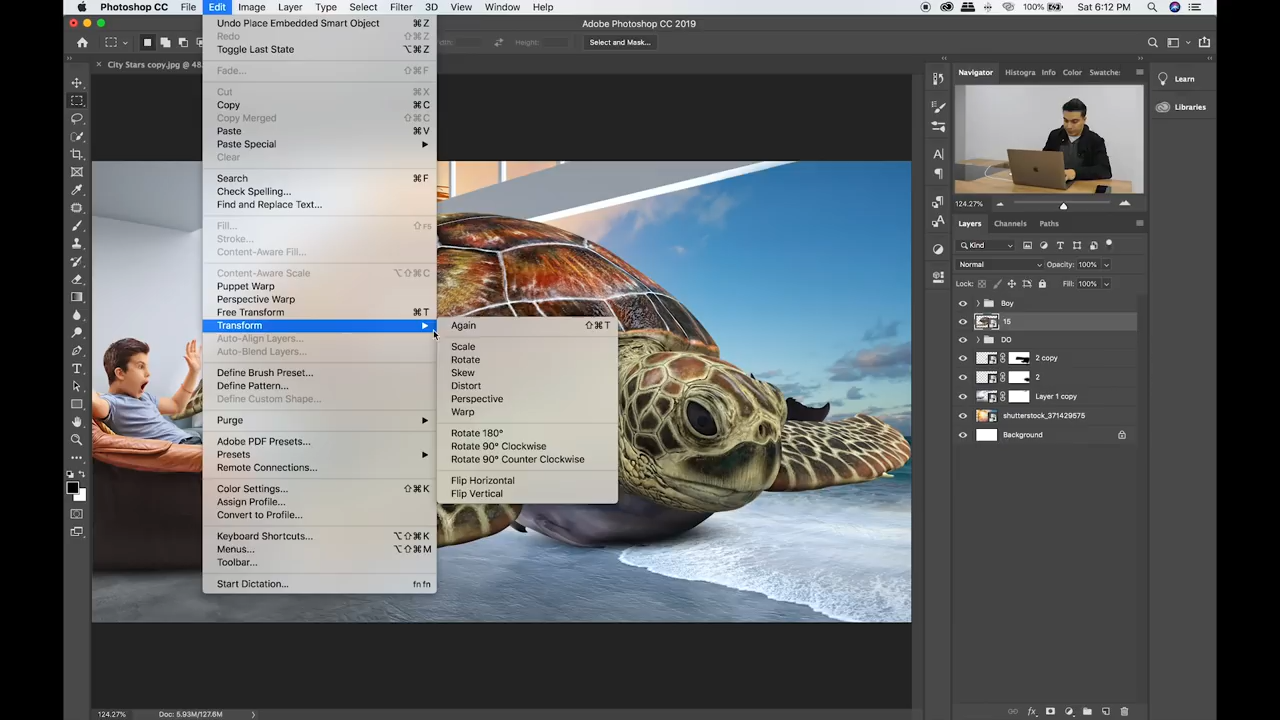 Photoshop CC File Edit Image Layer Type Select Filter 3D View Window Help 100% Sat 6:12 PM
Adobe Photoshop CC 2019
Height: Select and Mask...
City Stars copy.jpg @ 48.
Undo Place Embedded Smart Object ⌘Z
Redo ⇧⌘Z
Toggle Last State ⌥⌘Z
Fade... ⇧⌘F
Cut ⌘X
Copy ⌘C
Copy Merged ⇧⌘C
Paste ⌘V
Paste Special
Clear
Search ⌘F
Check Spelling...
Find and Replace Text...
Fill... ⇧F5
Stroke...
Content-Aware Fill...
Content-Aware Scale ⌥⇧⌘C
Puppet Warp
Perspective Warp
Free Transform ⌘T
Transform
Auto-Align Layers...
Auto-Blend Layers...
Define Brush Preset...
Define Pattern...
Define Custom Shape...
Purge
Adobe PDF Presets...
Presets
Remote Connections...
Color Settings... ⇧⌘K
Assign Profile...
Convert to Profile...
Keyboard Shortcuts... ⌥⇧⌘K
Menus... ⌥⇧⌘M
Toolbar...
Start Dictation... fn fn
Again ⇧⌘T
Scale
Rotate
Skew
Distort
Perspective
Warp
Rotate 180°
Rotate 90° Clockwise
Rotate 90° Counter Clockwise
Flip Horizontal
Flip Vertical
Navigator Histogra Info Color Swatche:
124.27%
Layers Channels Paths
Kind
Normal Opacity: 100%
Lock: Fill: 100%
Boy
15
DO
2 copy
2
Layer 1 copy
shutterstock_371429575
Background
Learn
Libraries
124.27% Doc: 5.93M/127.6M